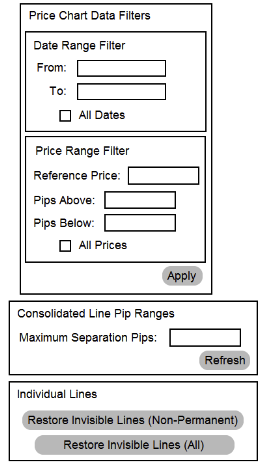 Price Chart Data Filters
Date Range Filter
From:
To:
All Dates
Price Range Filter
Reference Price:
Pips Above:
Pips Below:
All Prices
Apply
Consolidated Line Pip Ranges
Maximum Separation Pips:
Refresh
Individual Lines
Restore Invisible Lines (Non-Permanent)
Restore Invisible Lines (All)